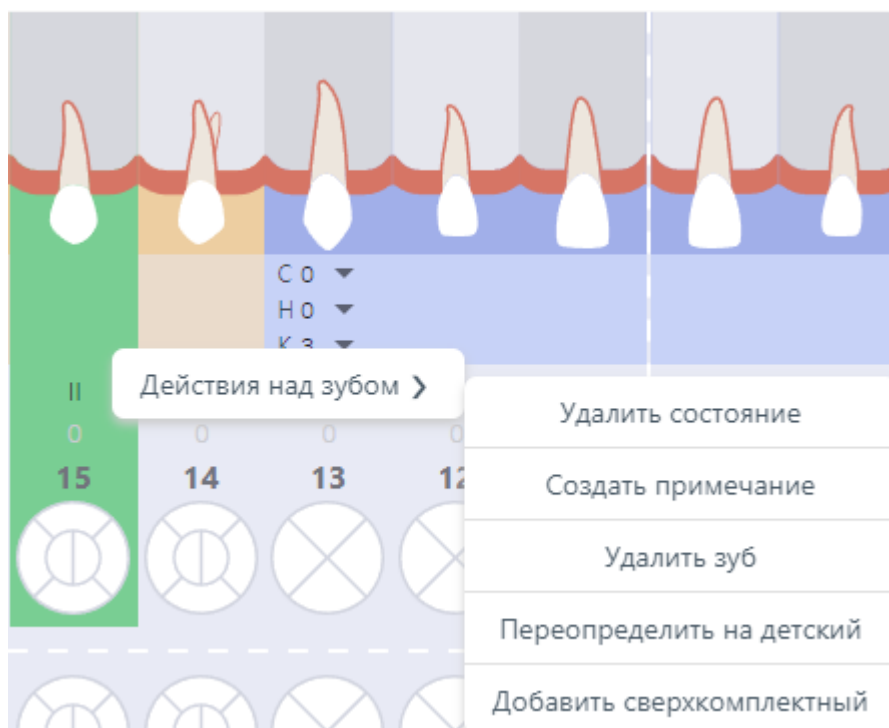 С 0
Н 0
К 3
Действия над зубом ❯
II
0 0 0 0
15 14 13 12
Удалить состояние
Создать примечание
Удалить зуб
Переопределить на детский
Добавить сверхкомплектный